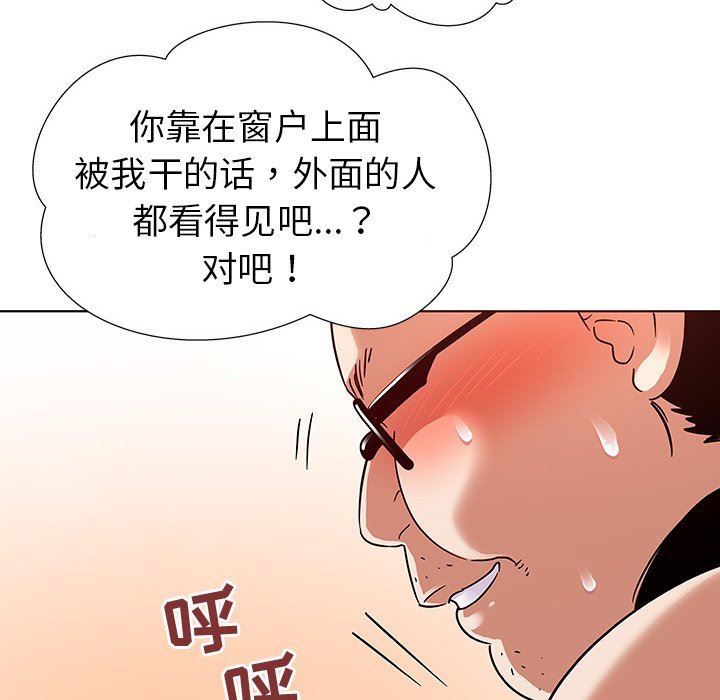 你靠在窗户上面
被我干的话，外面的人
都看得见吧…？
对吧！
呼
呼